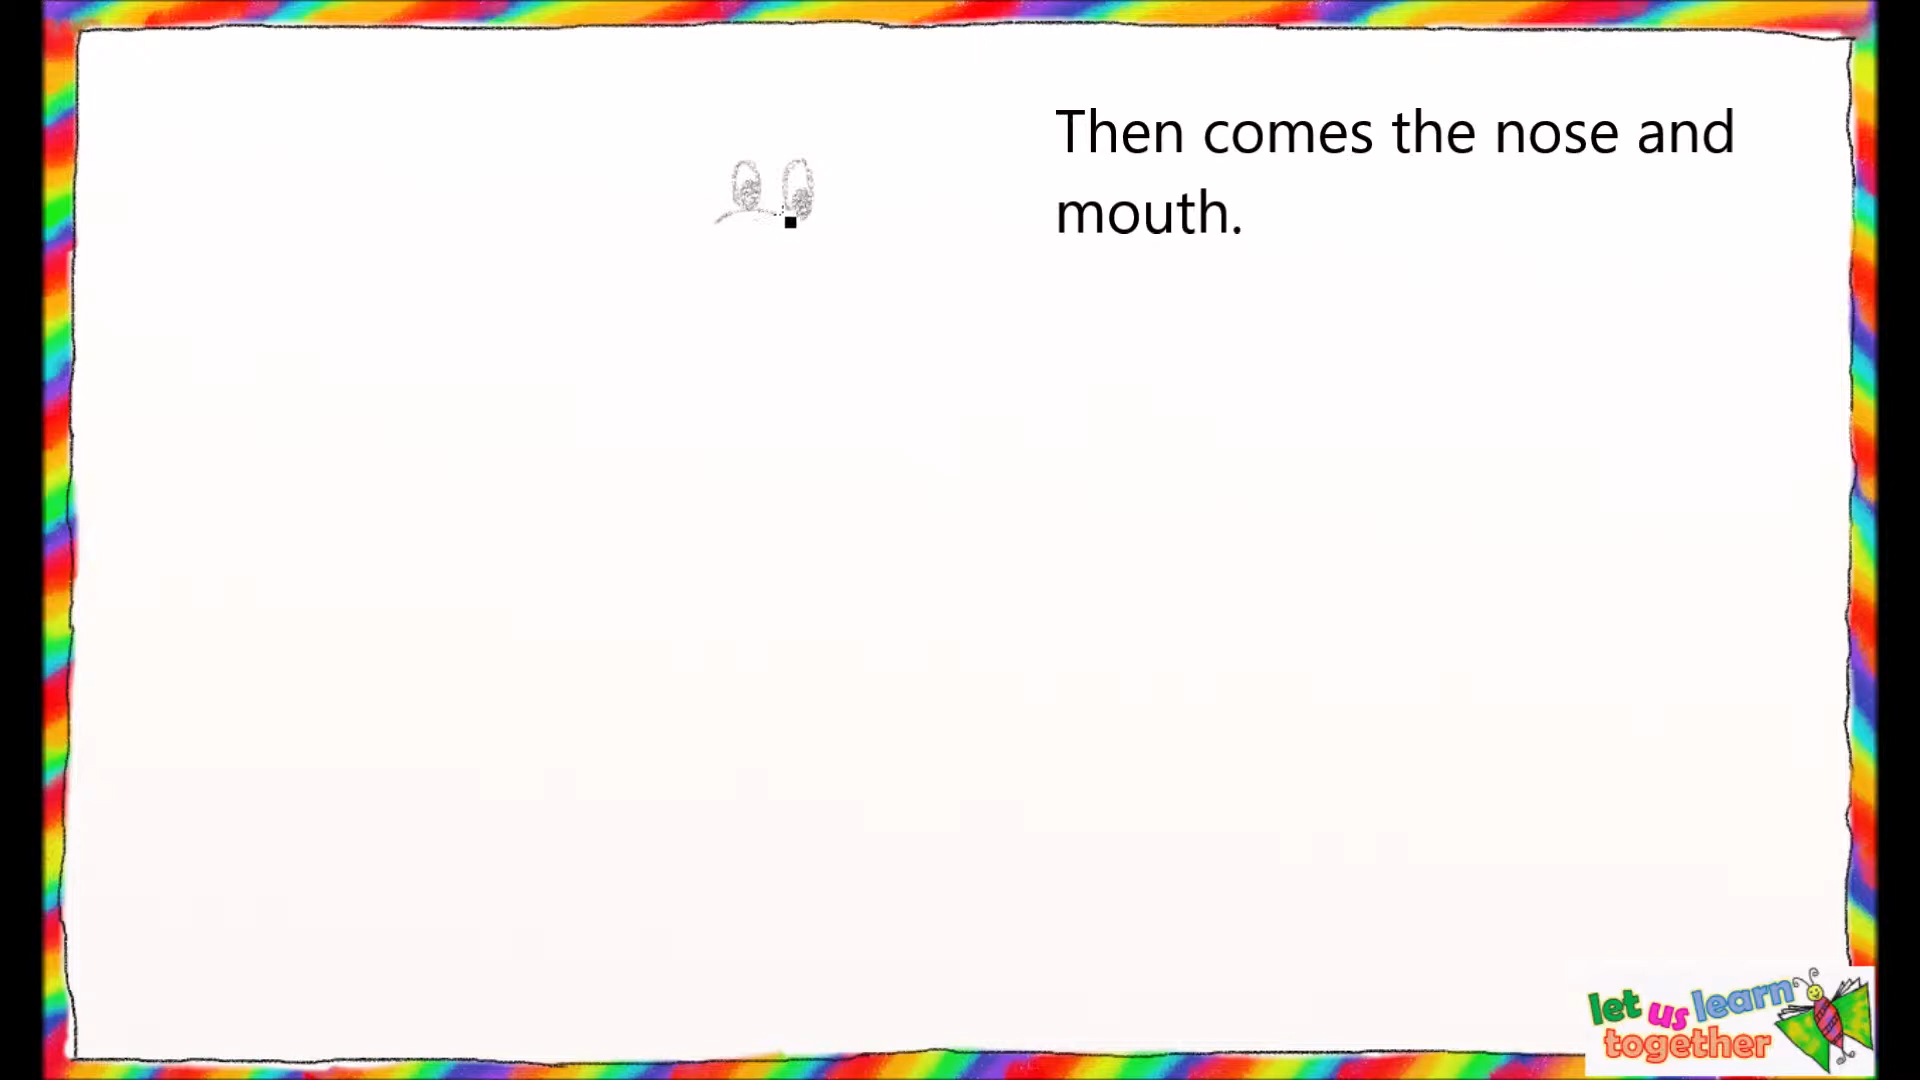 Then comes the nose and
mouth.
let us learn
together